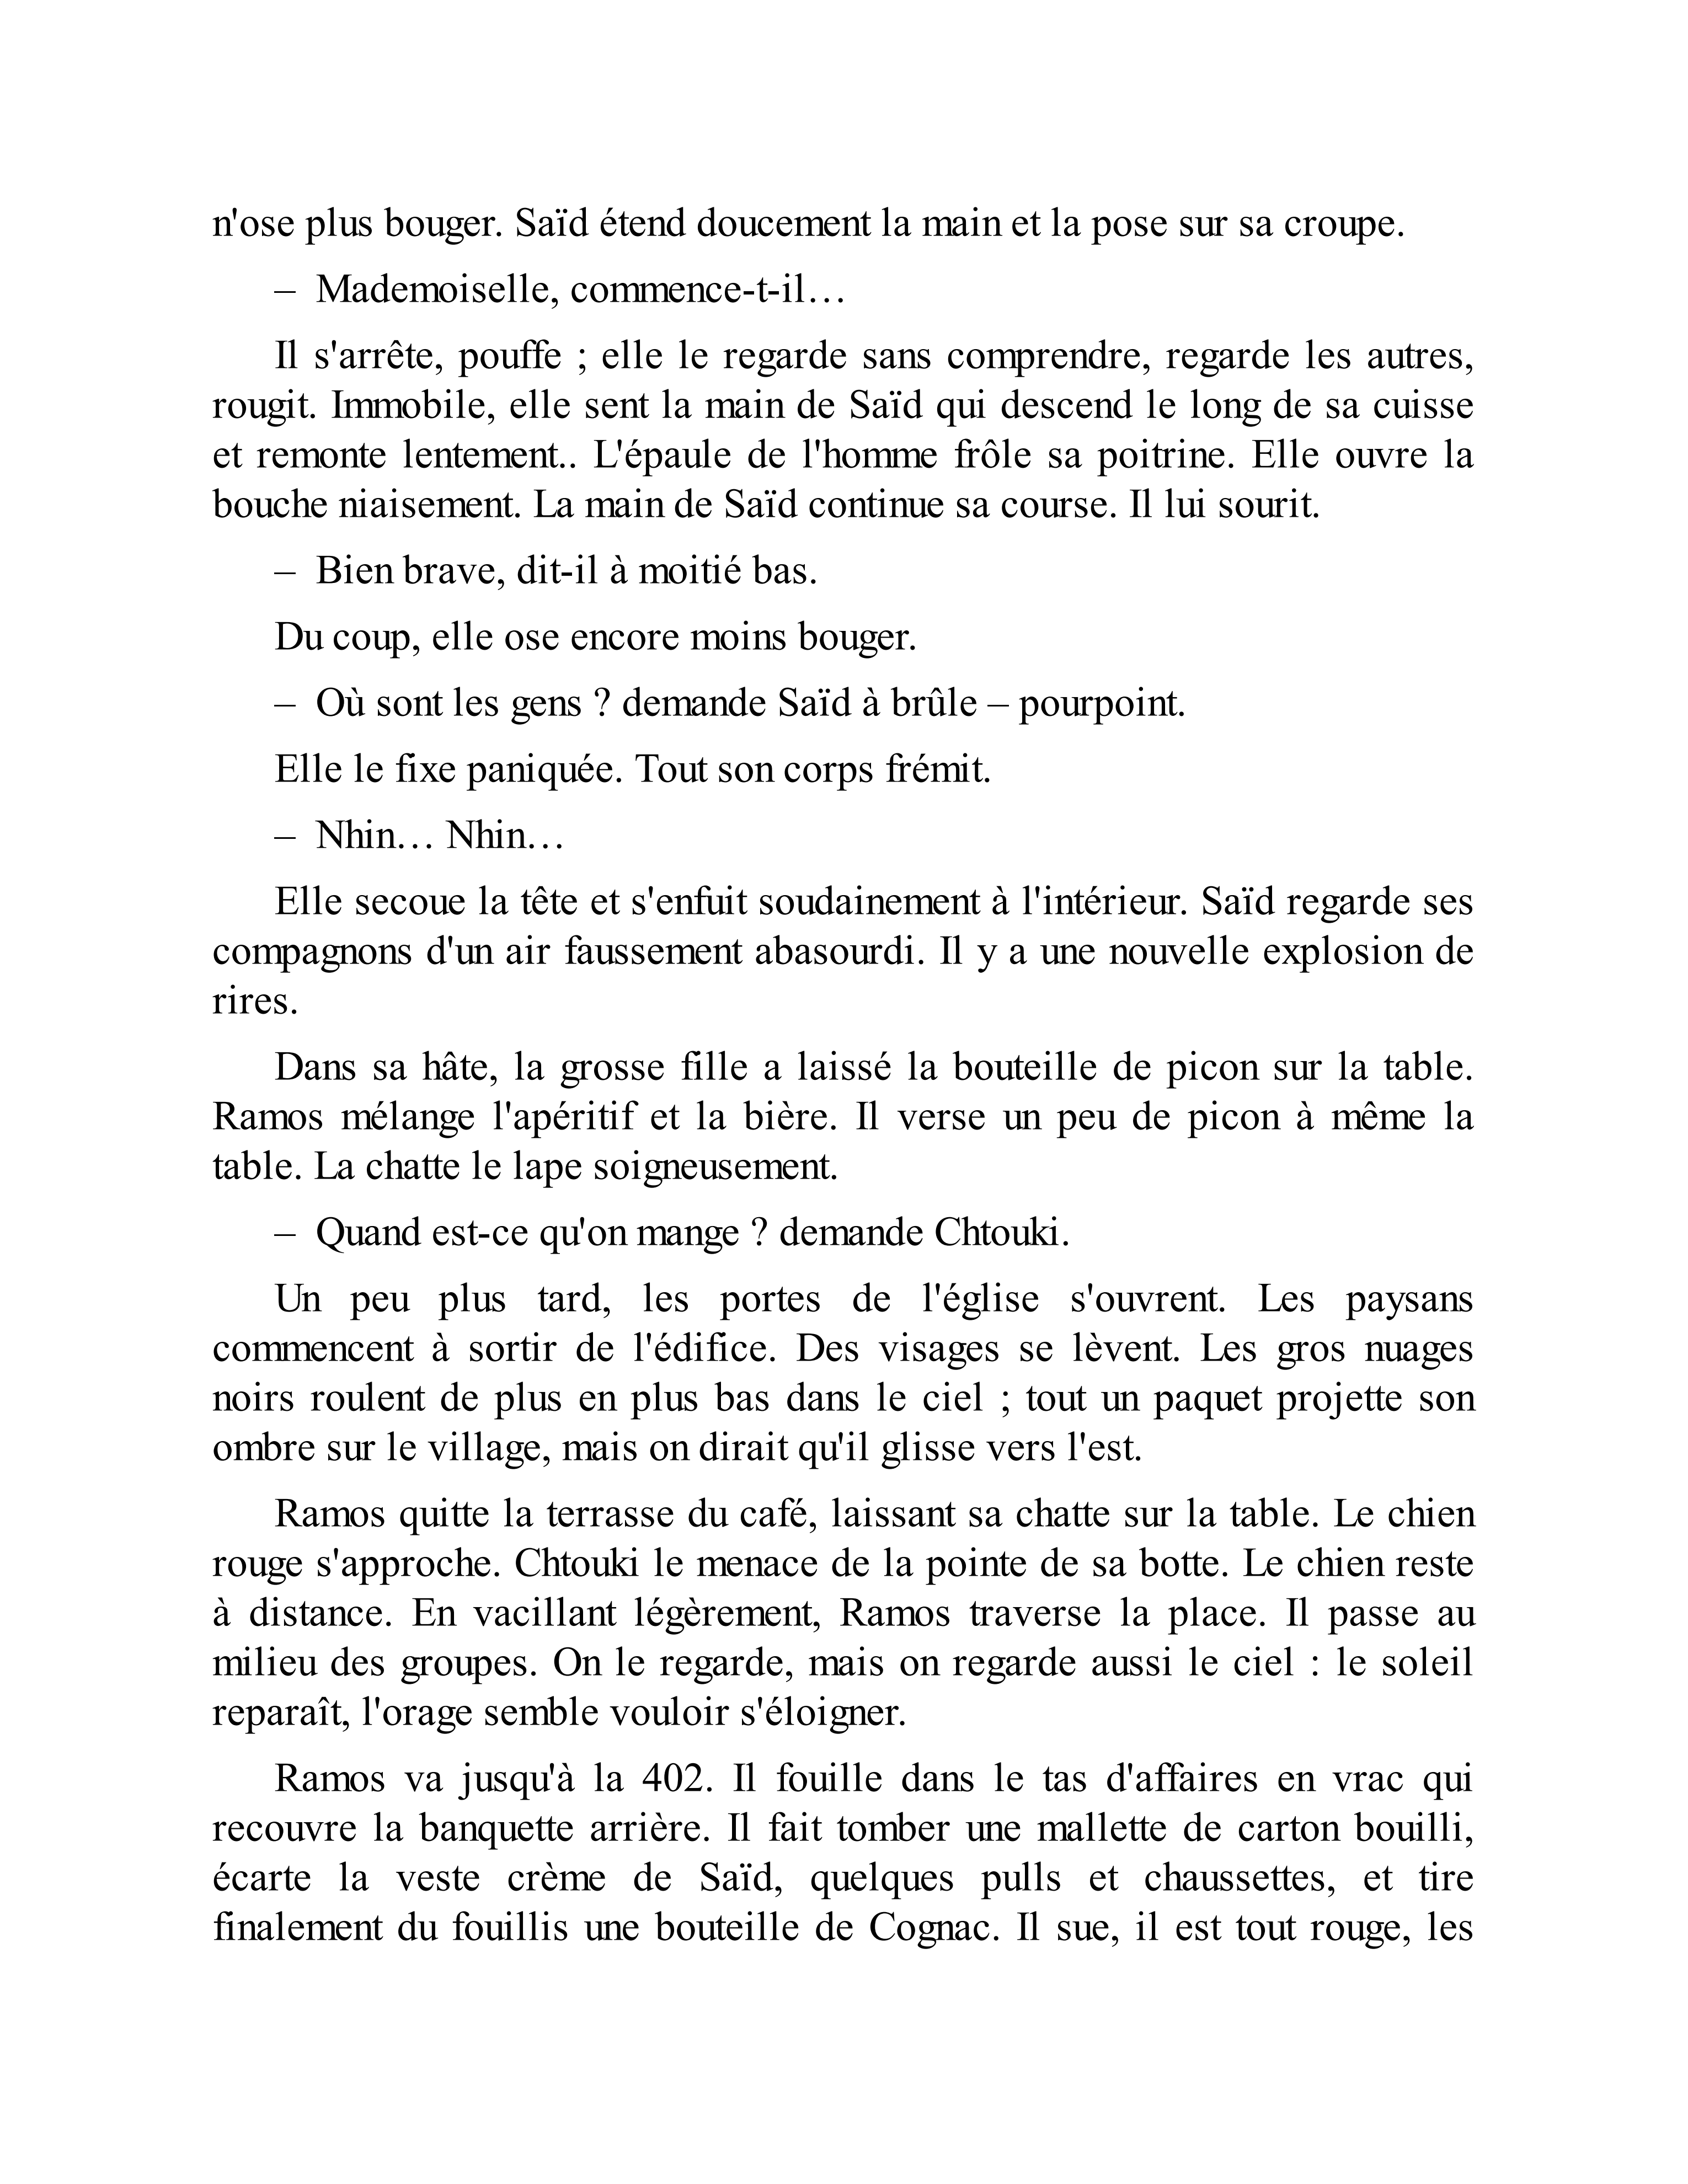 n'ose plus bouger. Saïd étend doucement la main et la pose sur sa croupe.
– Mademoiselle, commence-t-il…
Il s'arrête, pouffe ; elle le regarde sans comprendre, regarde les autres,
rougit. Immobile, elle sent la main de Saïd qui descend le long de sa cuisse
et remonte lentement.. L'épaule de l'homme frôle sa poitrine. Elle ouvre la
bouche niaisement. La main de Saïd continue sa course. Il lui sourit.
– Bien brave, dit-il à moitié bas.
Du coup, elle ose encore moins bouger.
– Où sont les gens ? demande Saïd à brûle – pourpoint.
Elle le fixe paniquée. Tout son corps frémit.
– Nhin… Nhin…
Elle secoue la tête et s'enfuit soudainement à l'intérieur. Saïd regarde ses
compagnons d'un air faussement abasourdi. Il y a une nouvelle explosion de
rires.
Dans sa hâte, la grosse fille a laissé la bouteille de picon sur la table.
Ramos mélange l'apéritif et la bière. Il verse un peu de picon à même la
table. La chatte le lape soigneusement.
– Quand est-ce qu'on mange ? demande Chtouki.
Un peu plus tard, les portes de l'église s'ouvrent. Les paysans
commencent à sortir de l'édifice. Des visages se lèvent. Les gros nuages
noirs roulent de plus en plus bas dans le ciel ; tout un paquet projette son
ombre sur le village, mais on dirait qu'il glisse vers l'est.
Ramos quitte la terrasse du café, laissant sa chatte sur la table. Le chien
rouge s'approche. Chtouki le menace de la pointe de sa botte. Le chien reste
à distance. En vacillant légèrement, Ramos traverse la place. Il passe au
milieu des groupes. On le regarde, mais on regarde aussi le ciel : le soleil
reparaît, l'orage semble vouloir s'éloigner.
Ramos va jusqu'à la 402. Il fouille dans le tas d'affaires en vrac qui
recouvre la banquette arrière. Il fait tomber une mallette de carton bouilli,
écarte la veste crème de Saïd, quelques pulls et chaussettes, et tire
finalement du fouillis une bouteille de Cognac. Il sue, il est tout rouge, les